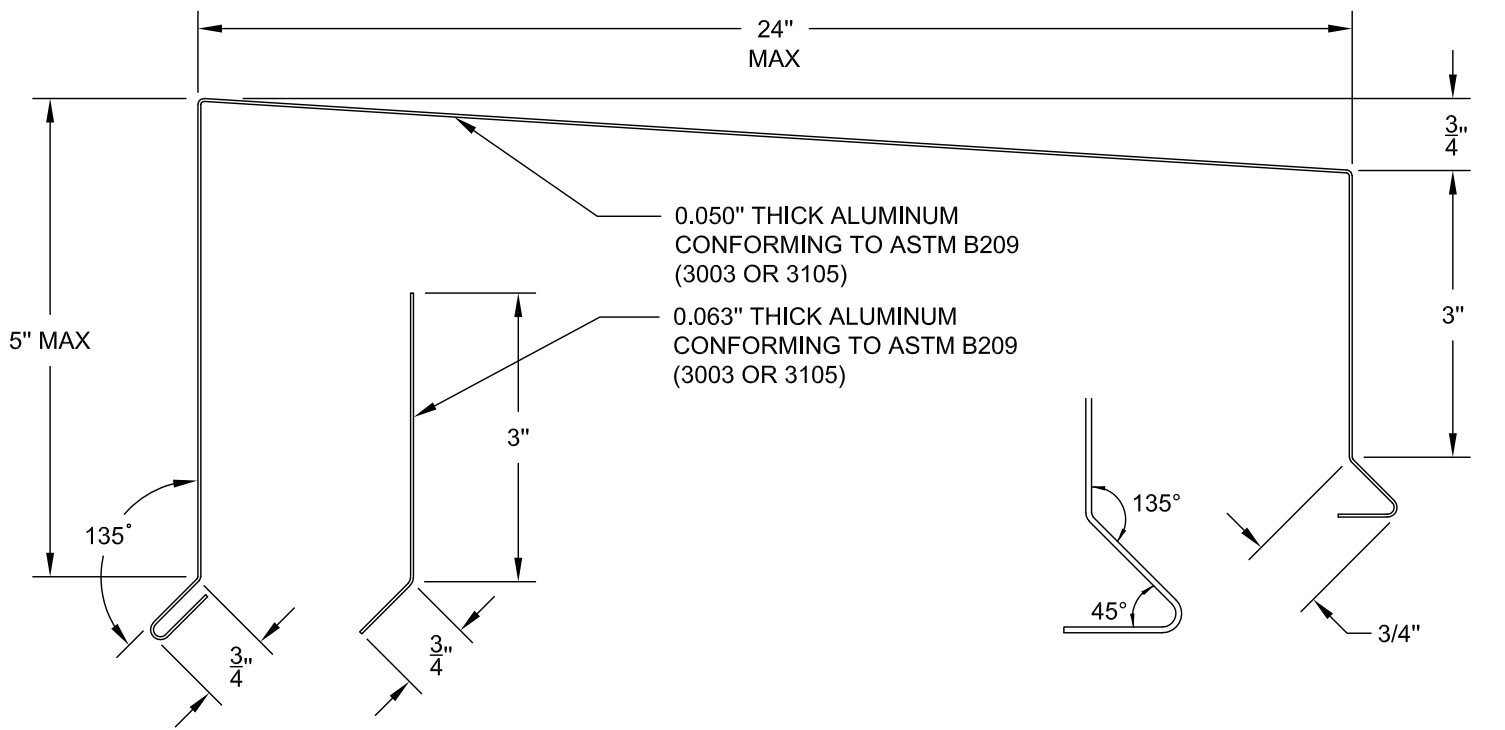 24"
MAX
3/4"
0.050" THICK ALUMINUM
CONFORMING TO ASTM B209
(3003 OR 3105)
0.063" THICK ALUMINUM
CONFORMING TO ASTM B209
(3003 OR 3105)
5" MAX
3"
3"
135°
135°
45°
3/4"
3/4"
3/4"